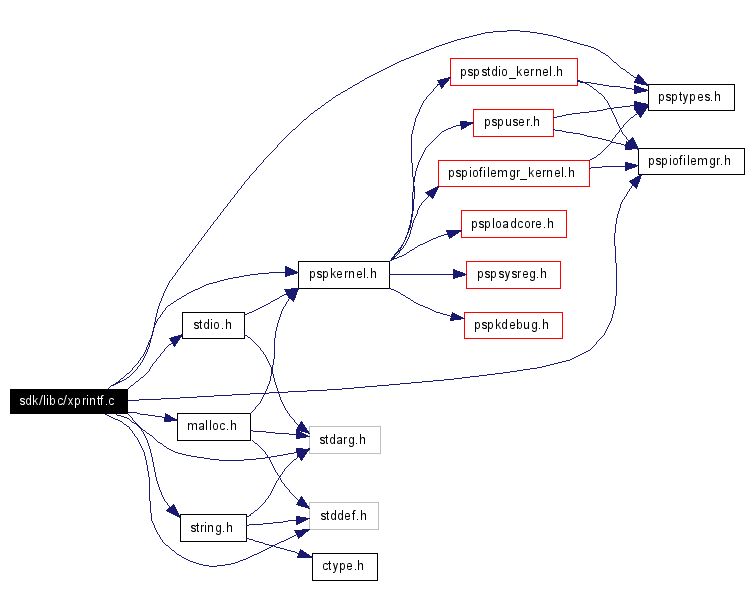 pspstdio_kernel.h
psptypes.h
pspuser.h
pspiofilemgr.h
pspiofilemgr_kernel.h
psploadcore.h
pspkernel.h
pspsysreg.h
stdio.h
pspkdebug.h
sdk/libc/xprintf.c
malloc.h
stdarg.h
string.h
stddef.h
ctype.h